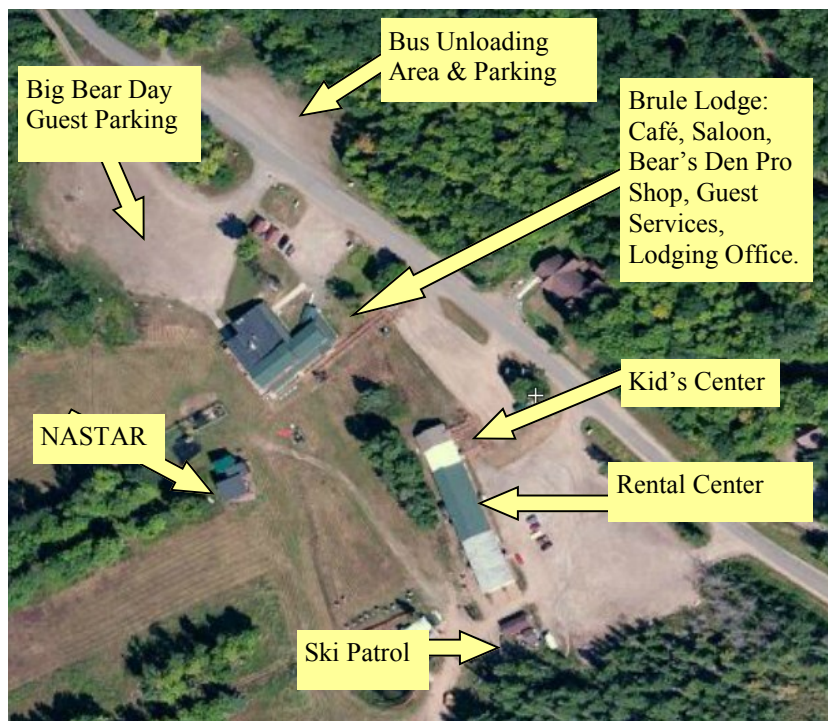 Bus Unloading
Area & Parking
Big Bear Day
Guest Parking
Brule Lodge:
Café, Saloon,
Bear's Den Pro
Shop, Guest
Services,
Lodging Office.
Kid's Center
NASTAR
Rental Center
Ski Patrol